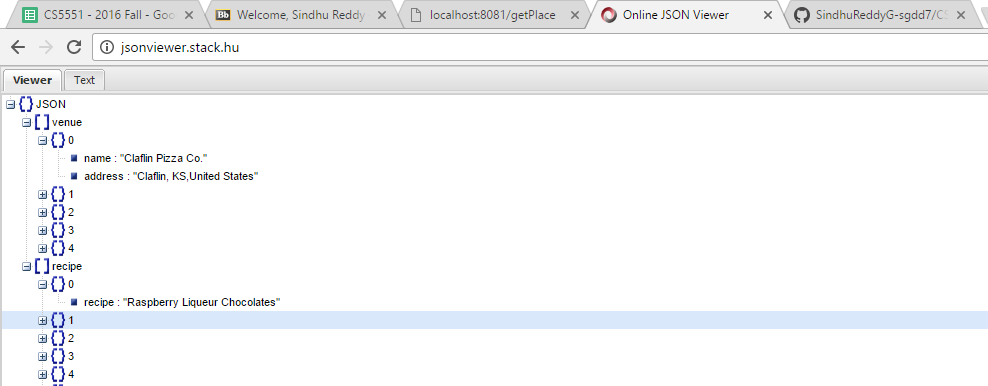 CS5551 - 2016 Fall - Goo
Bb Welcome, Sindhu Reddy
localhost:8081/getPlace
Online JSON Viewer
SindhuReddyG-sgdd7/CS
jsonviewer.stack.hu
Viewer Text
JSON
venue
0
name : "Claflin Pizza Co."
address : "Claflin, KS,United States"
1
2
3
4
recipe
0
recipe : "Raspberry Liqueur Chocolates"
1
2
3
4